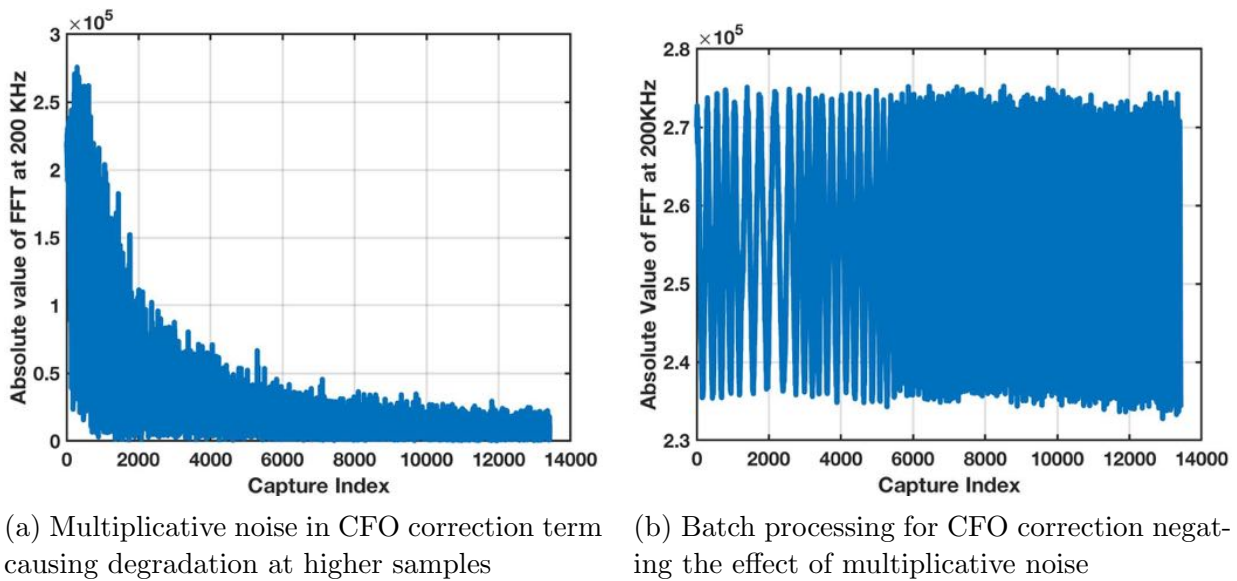 ×10⁵
3
2.5
2
1.5
1
0.5
0
0 2000 4000 6000 8000 10000 12000 14000
Absolute value of FFT at 200 KHz
Capture Index
(a) Multiplicative noise in CFO correction term
causing degradation at higher samples
×10⁵
2.8
2.7
2.6
2.5
2.4
2.3
0 2000 4000 6000 8000 10000 12000 14000
Absolute Value of FFT at 200KHz
Capture Index
(b) Batch processing for CFO correction negat-
ing the effect of multiplicative noise